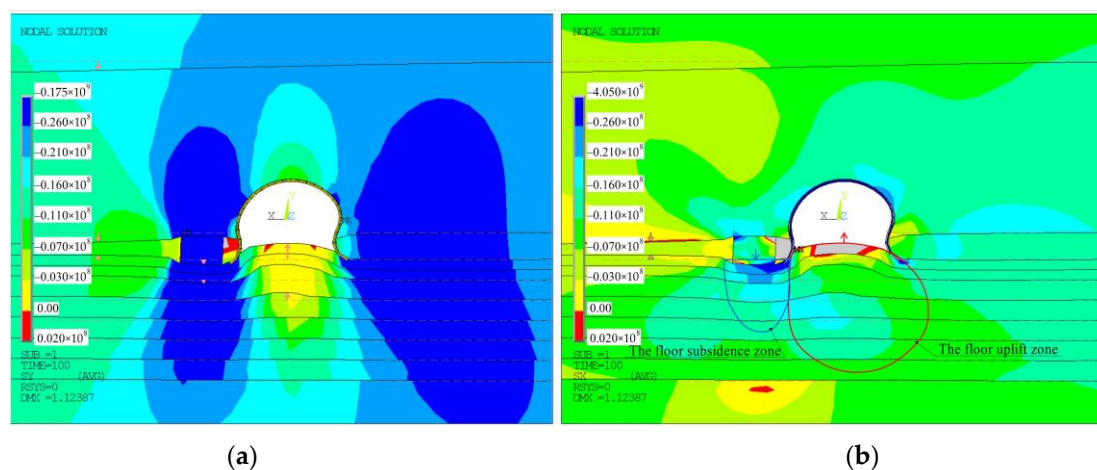 NODAL SOLUTION
−0.175×10⁹
−0.260×10⁸
−0.210×10⁸
−0.160×10⁸
−0.110×10⁸
−0.070×10⁸
−0.030×10⁸
0.00
0.020×10⁸
SUB =1
TIME=100
SY (AVG)
RSYS=0
DMX =1.12387
Y
X Z
(a)
NODAL SOLUTION
−4.050×10⁹
−0.260×10⁸
−0.210×10⁸
−0.160×10⁸
−0.110×10⁸
−0.070×10⁸
−0.030×10⁸
0.00
0.020×10⁸
SUB =1
TIME=100
SX (AVG)
RSYS=0
DMX =1.12387
Y
X Z
The floor subsidence zone
The floor uplift zone
(b)